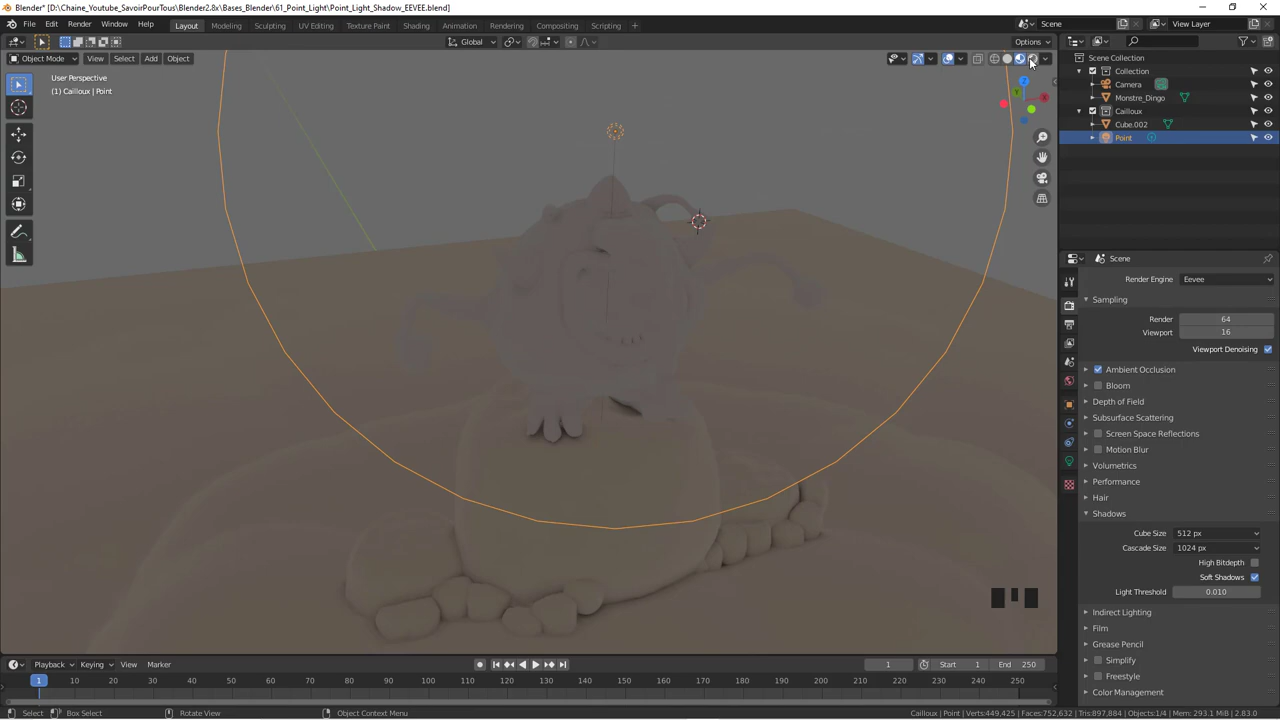 Blender* [D:\Chaine_Youtube_SavoirPourTous\Blender2.8x\Bases_Blender\61_Point_Light\Point_Light_Shadow_EEVEE.blend]
File Edit Render Window Help Layout Modeling Sculpting UV Editing Texture Paint Shading Animation Rendering Compositing Scripting Scene View Layer
Global Options
Object Mode View Select Add Object
User Perspective
(1) Cailloux | Point
Scene Collection
Collection
Camera
Monstre_Dingo
Cailloux
Cube.002
Point
Scene
Render Engine Eevee
Sampling
Render 64
Viewport 16
Viewport Denoising
Ambient Occlusion
Bloom
Depth of Field
Subsurface Scattering
Screen Space Reflections
Motion Blur
Volumetrics
Performance
Hair
Shadows
Cube Size 512 px
Cascade Size 1024 px
High Bitdepth
Soft Shadows
Light Threshold 0.010
Indirect Lighting
Film
Grease Pencil
Simplify
Freestyle
Color Management
Playback Keying View Marker 1 Start 1 End 250
1 10 20 30 40 50 60 70 80 90 100 110 120 130 140 150 160 170 180 190 200 210 220 230 240 250
Select Box Select Rotate View Object Context Menu Cailloux | Point | Verts:449,425 | Faces:752,632 | Tris:897,884 | Objects:1/4 | Mem: 293.1 MiB | 2.83.0